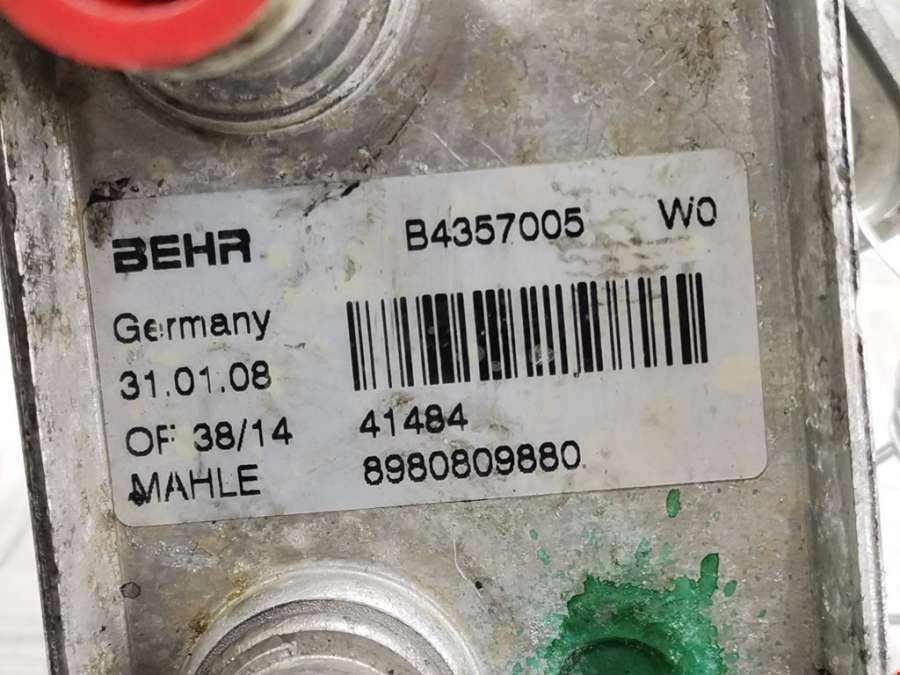 BEHR B4357005 W0
Germany
31.01.08
OF 38/14 41484
MAHLE 8980809880